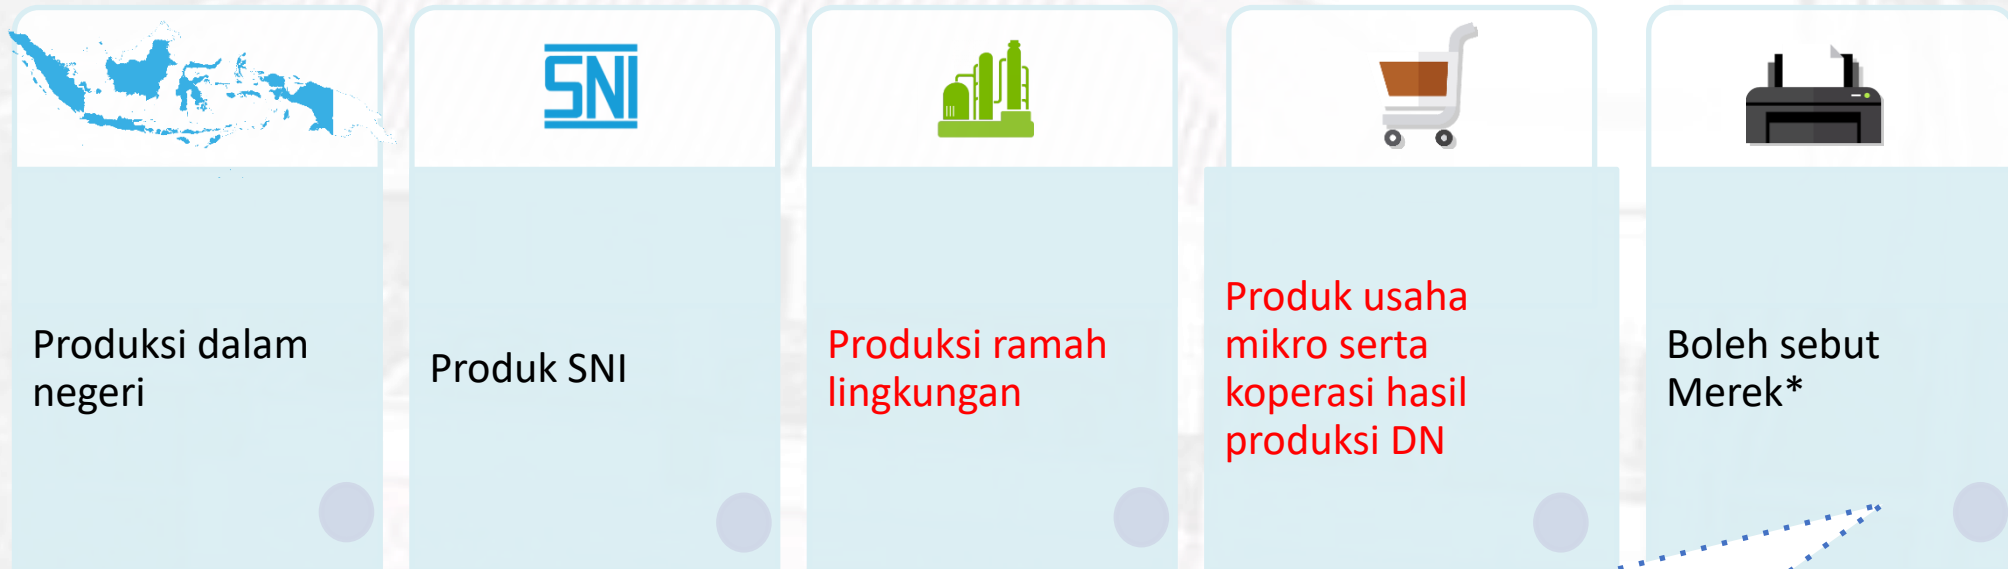 SNI
Produksi dalam
negeri
Produk SNI
Produksi ramah
lingkungan
Produk usaha
mikro serta
koperasi hasil
produksi DN
Boleh sebut
Merek*